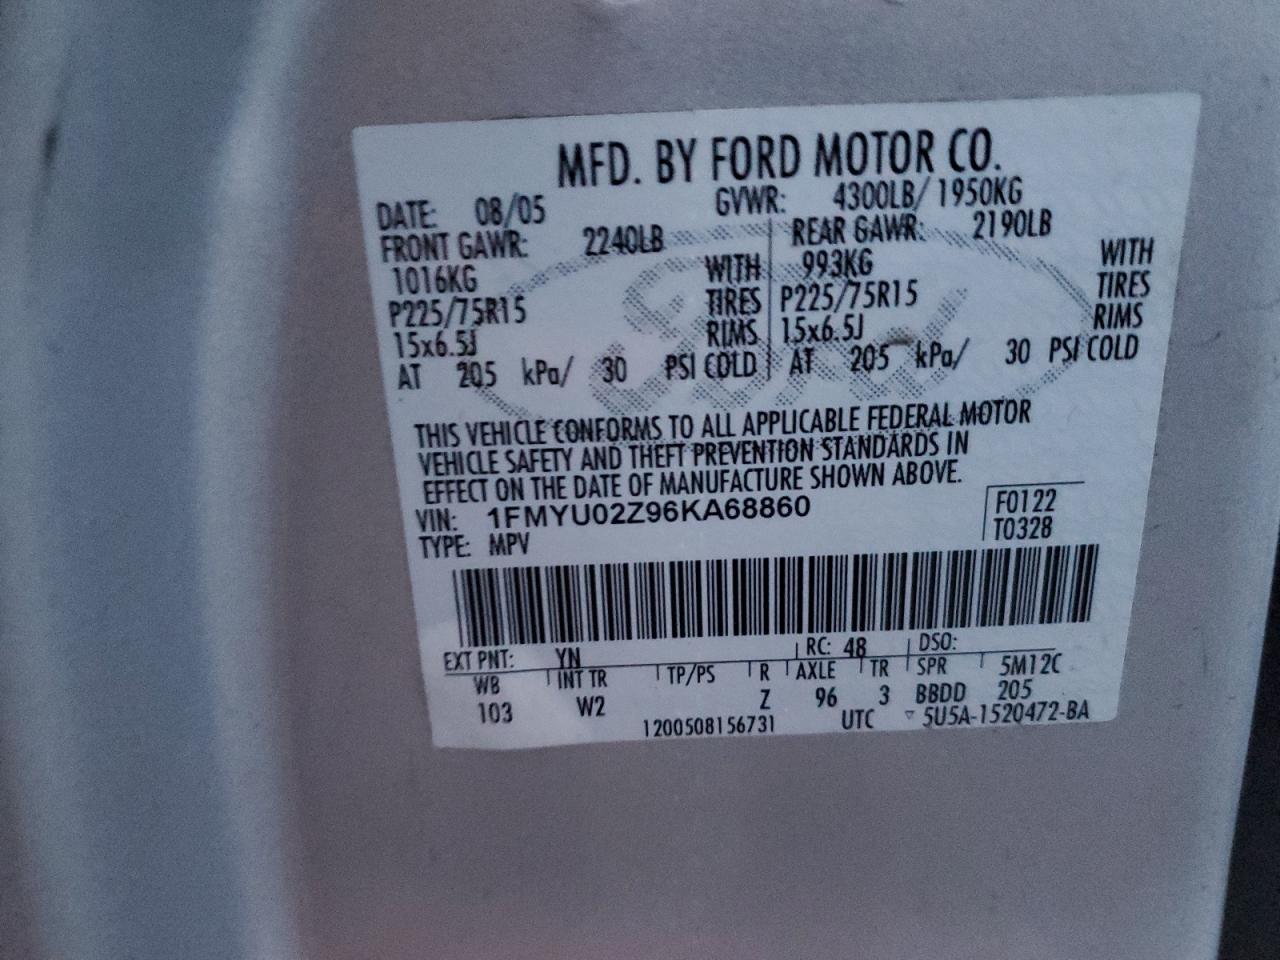 MFD. BY FORD MOTOR CO.
DATE: 08/05 GVWR: 4300LB/ 1950KG
FRONT GAWR: 2240LB REAR GAWR: 2190LB
1016KG WITH 993KG WITH
P225/75R15 TIRES P225/75R15 TIRES
15x6.5J RIMS 15x6.5J RIMS
AT 205 kPa/ 30 PSI COLD AT 205 kPa/ 30 PSI COLD
Ford
THIS VEHICLE CONFORMS TO ALL APPLICABLE FEDERAL MOTOR
VEHICLE SAFETY AND THEFT PREVENTION STANDARDS IN
EFFECT ON THE DATE OF MANUFACTURE SHOWN ABOVE.
VIN: 1FMYU02Z96KA68860 F0122
TYPE: MPV T0328
EXT PNT: YN RC: 48 DSO:
WB INT TR TP/PS R AXLE TR SPR 5M12C
103 W2 Z 96 3 BBDD 205
1200508156731 UTC ▽ 5U5A-1520472-BA